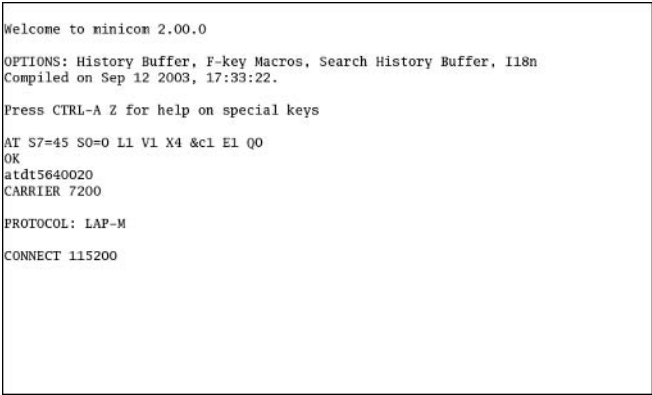 Welcome to minicom 2.00.0
OPTIONS: History Buffer, F-key Macros, Search History Buffer, I18n
Compiled on Sep 12 2003, 17:33:22.
Press CTRL-A Z for help on special keys
AT S7=45 S0=0 L1 V1 X4 &c1 E1 Q0
OK
atdt5640020
CARRIER 7200
PROTOCOL: LAP-M
CONNECT 115200